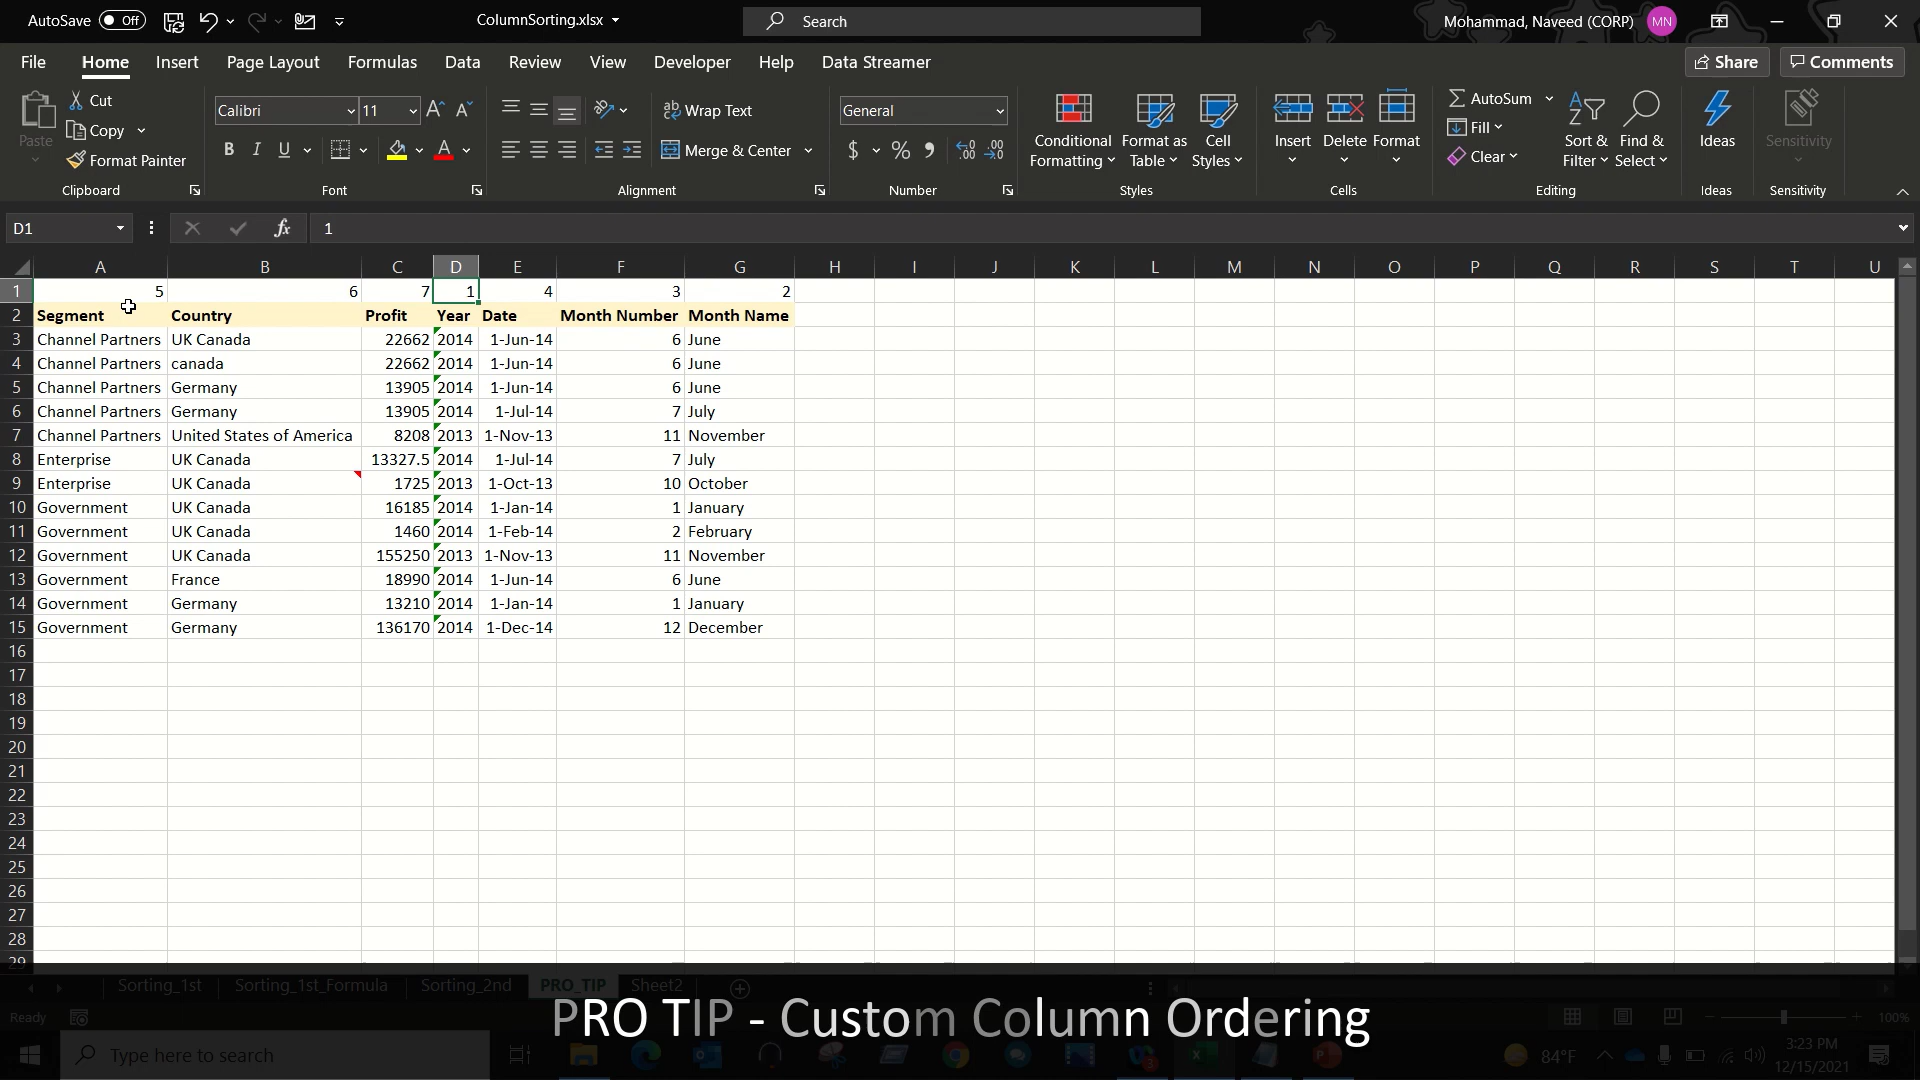 AutoSave Off ColumnSorting.xlsx Search Mohammad, Naveed (CORP) MN
File Home Insert Page Layout Formulas Data Review View Developer Help Data Streamer Share Comments
Paste Cut Copy Format Painter Clipboard
Calibri 11 B I U A Font
ab Wrap Text Merge & Center Alignment
General $ % , Number
Conditional Formatting Format as Table Cell Styles Styles
Insert Delete Format Cells
AutoSum Fill Clear Sort & Filter Find & Select Editing
Ideas Ideas
Sensitivity Sensitivity
D1 fx 1
A B C D E F G H I J K L M N O P Q R S T U
1 5 6 7 1 4 3 2
2 Segment Country Profit Year Date Month Number Month Name
3 Channel Partners UK Canada 22662 2014 1-Jun-14 6 June
4 Channel Partners canada 22662 2014 1-Jun-14 6 June
5 Channel Partners Germany 13905 2014 1-Jun-14 6 June
6 Channel Partners Germany 13905 2014 1-Jul-14 7 July
7 Channel Partners United States of America 8208 2013 1-Nov-13 11 November
8 Enterprise UK Canada 13327.5 2014 1-Jul-14 7 July
9 Enterprise UK Canada 1725 2013 1-Oct-13 10 October
10 Government UK Canada 16185 2014 1-Jan-14 1 January
11 Government UK Canada 1460 2014 1-Feb-14 2 February
12 Government UK Canada 155250 2013 1-Nov-13 11 November
13 Government France 18990 2014 1-Jun-14 6 June
14 Government Germany 13210 2014 1-Jan-14 1 January
15 Government Germany 136170 2014 1-Dec-14 12 December
16
17
18
19
20
21
22
23
24
25
26
27
28
29
Sorting_1st Sorting_1st_Formula Sorting_2nd PRO_TIP Sheet2
PRO TIP - Custom Column Ordering
Ready 100%
Type here to search 84°F 3:23 PM
12/15/2021